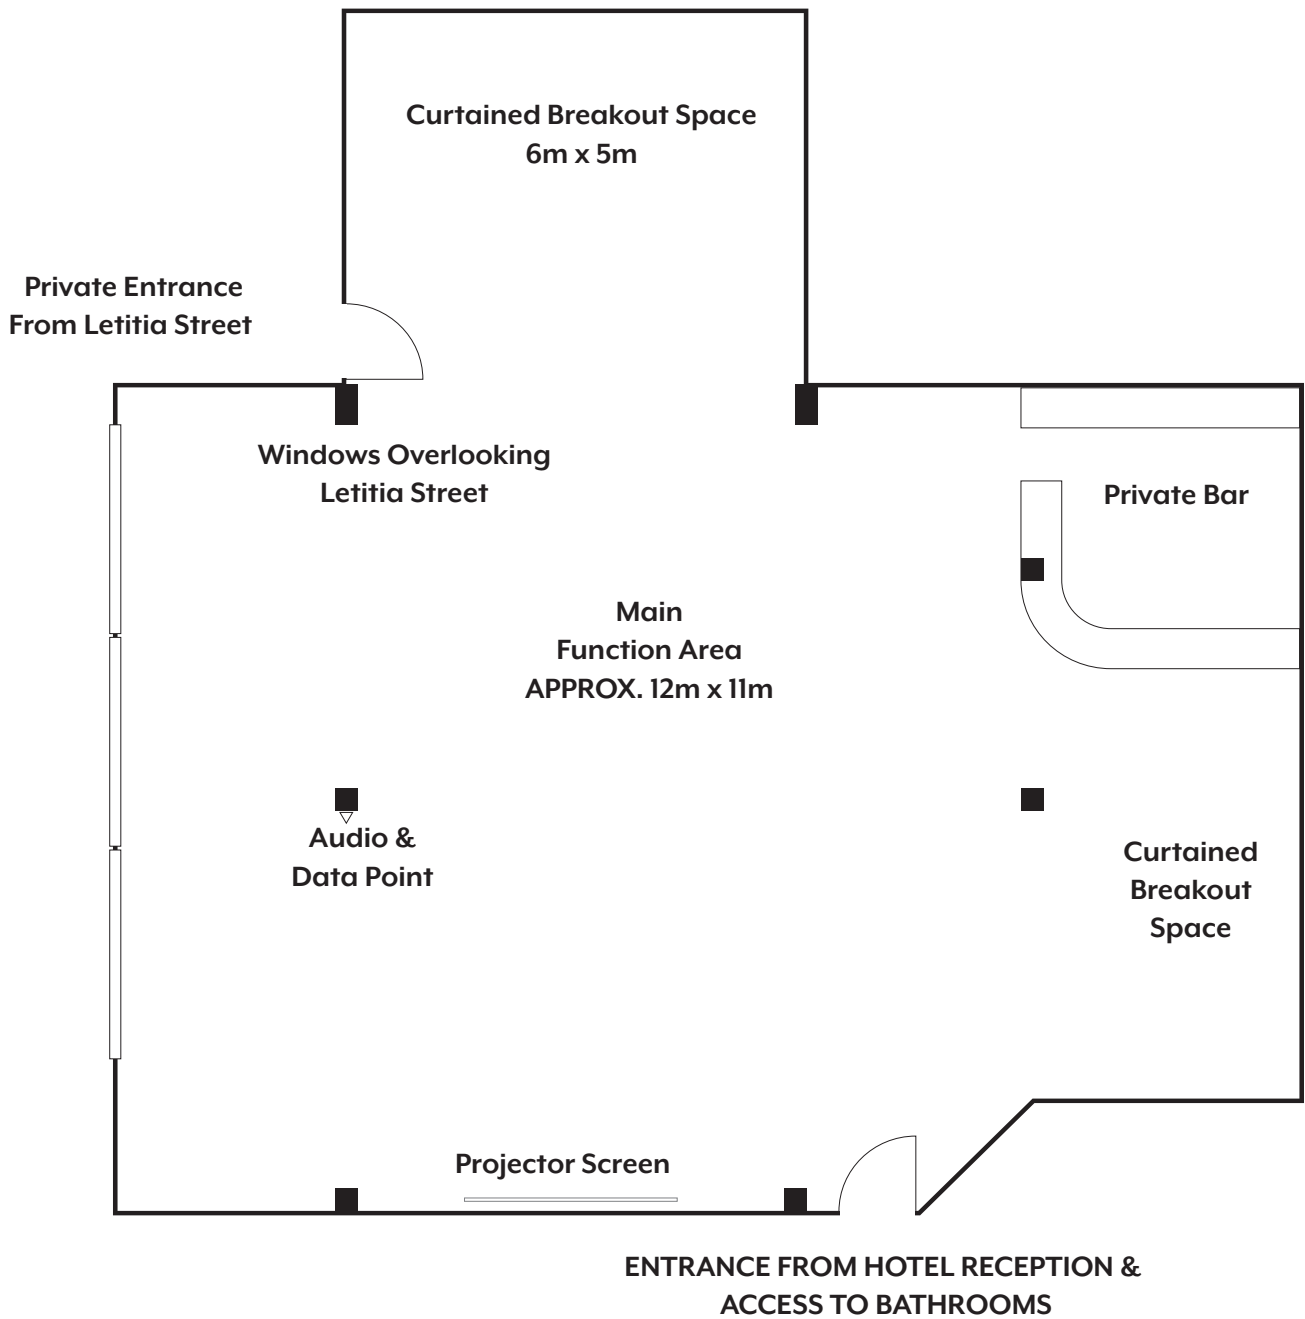 Curtained Breakout Space
6m x 5m
Private Entrance
From Letitia Street
Windows Overlooking
Letitia Street
Private Bar
Main
Function Area
APPROX. 12m x 11m
Audio &
Data Point
Curtained
Breakout
Space
Projector Screen
ENTRANCE FROM HOTEL RECEPTION &
ACCESS TO BATHROOMS